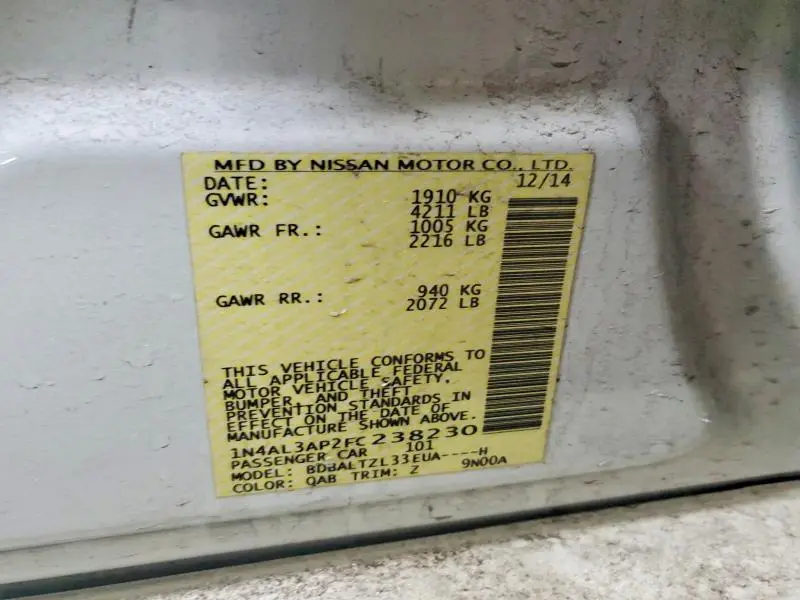 MFD BY NISSAN MOTOR CO., LTD.
DATE: 12/14
GVWR: 1910 KG
4211 LB
GAWR FR.: 1005 KG
2216 LB
GAWR RR.: 940 KG
2072 LB
THIS VEHICLE CONFORMS TO
ALL APPLICABLE FEDERAL
MOTOR VEHICLE SAFETY,
BUMPER, AND THEFT
PREVENTION STANDARDS IN
EFFECT ON THE DATE OF
MANUFACTURE SHOWN ABOVE.
1N4AL3AP2FC238230
PASSENGER CAR 101
MODEL: BDBALTZL33EUA----H
COLOR: QAB TRIM: Z 9N00A